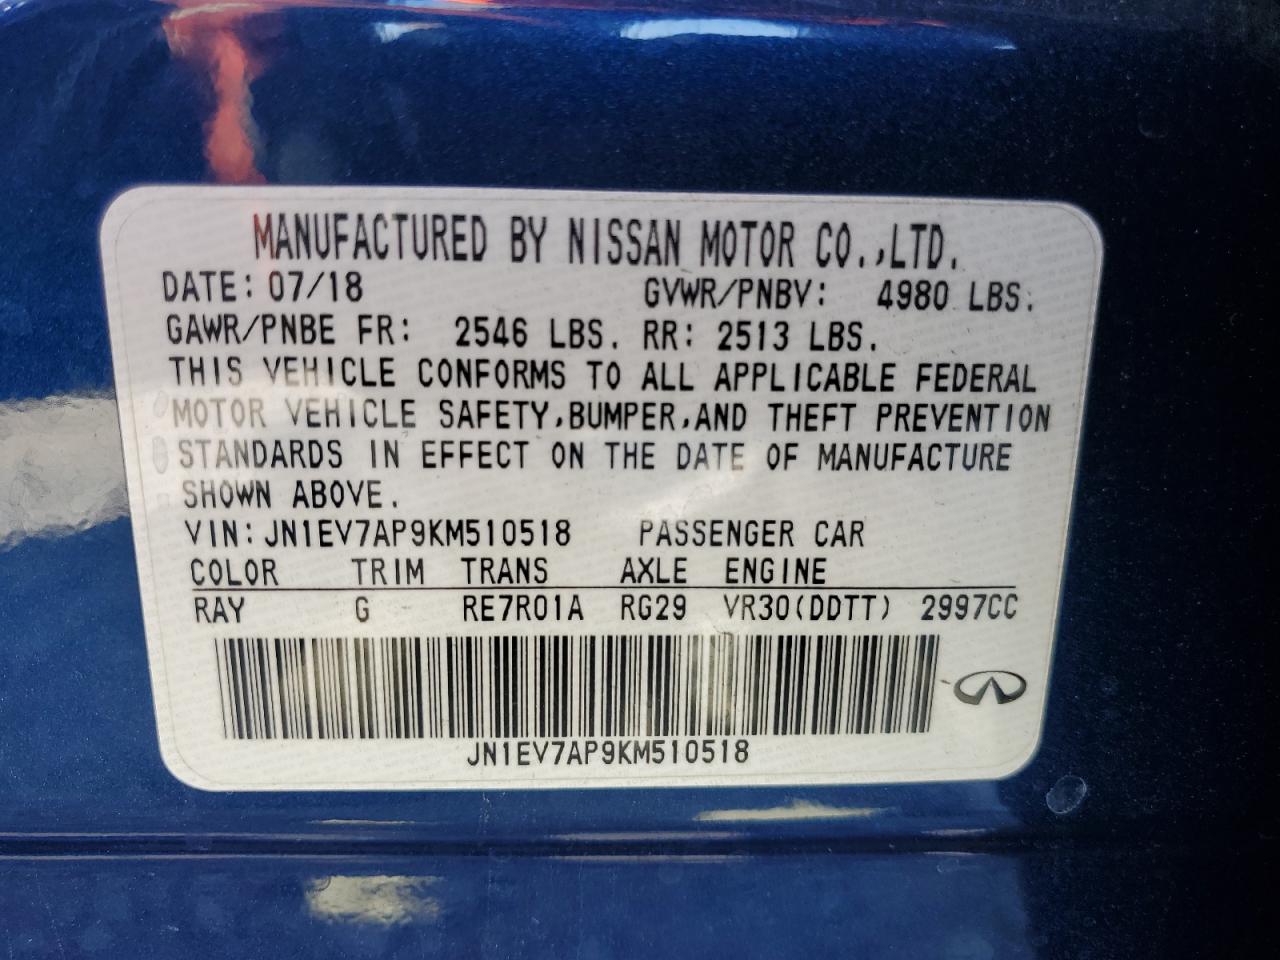 MANUFACTURED BY NISSAN MOTOR CO.,LTD.
DATE: 07/18 GVWR/PNBV: 4980 LBS.
GAWR/PNBE FR: 2546 LBS. RR: 2513 LBS.
THIS VEHICLE CONFORMS TO ALL APPLICABLE FEDERAL
MOTOR VEHICLE SAFETY,BUMPER,AND THEFT PREVENTION
STANDARDS IN EFFECT ON THE DATE OF MANUFACTURE
SHOWN ABOVE.
VIN:JN1EV7AP9KM510518 PASSENGER CAR
COLOR TRIM TRANS AXLE ENGINE
RAY G RE7R01A RG29 VR30(DDTT) 2997CC
JN1EV7AP9KM510518